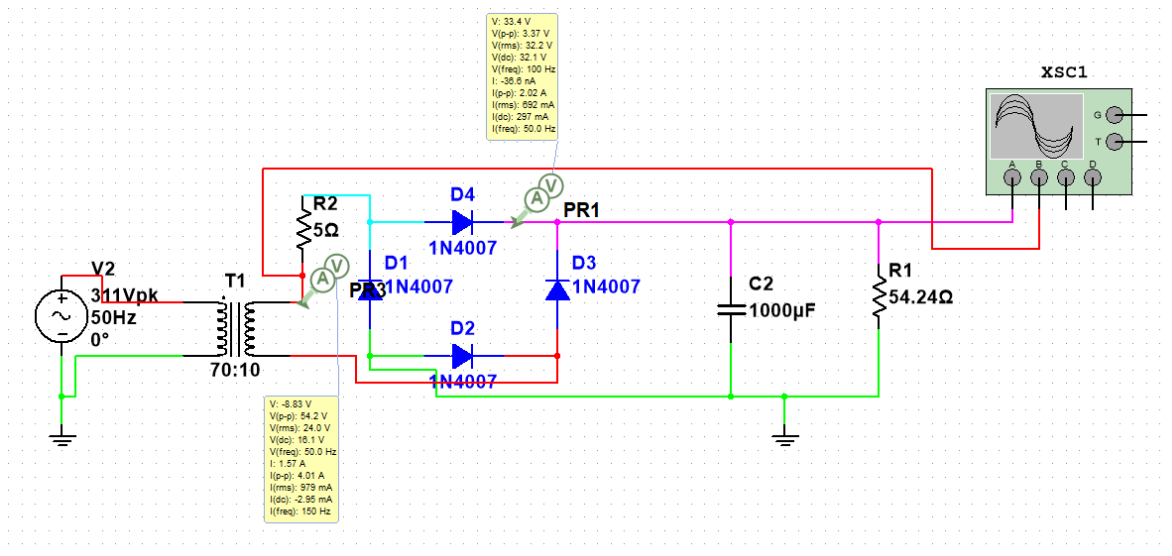 V: 33.4 V
V(p-p): 3.37 V
V(rms): 32.2 V
V(dc): 32.1 V
V(freq): 100 Hz
I: -36.6 nA
I(p-p): 2.02 A
I(rms): 692 mA
I(dc): 297 mA
I(freq): 50.0 Hz
XSC1
G
T
A B C D
R2
5Ω
D4
1N4007
A V
PR1
V2
311Vpk
50Hz
0°
T1
70:10
A V
PR3
D1
1N4007
D3
1N4007
D2
1N4007
C2
1000µF
R1
54.24Ω
V: -8.83 V
V(p-p): 54.2 V
V(rms): 24.0 V
V(dc): 16.1 V
V(freq): 50.0 Hz
I: 1.57 A
I(p-p): 4.01 A
I(rms): 979 mA
I(dc): -2.95 mA
I(freq): 150 Hz